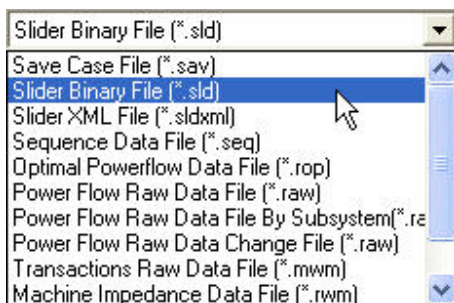 Slider Binary File (*.sld)
Save Case File (*.sav)
Slider Binary File (*.sld)
Slider XML File (*.sldxml)
Sequence Data File (*.seq)
Optimal Powerflow Data File (*.rop)
Power Flow Raw Data File (*.raw)
Power Flow Raw Data File By Subsystem(*.ra
Power Flow Raw Data Change File (*.raw)
Transactions Raw Data File (*.mwm)
Machine Impedance Data File (*.rwm)